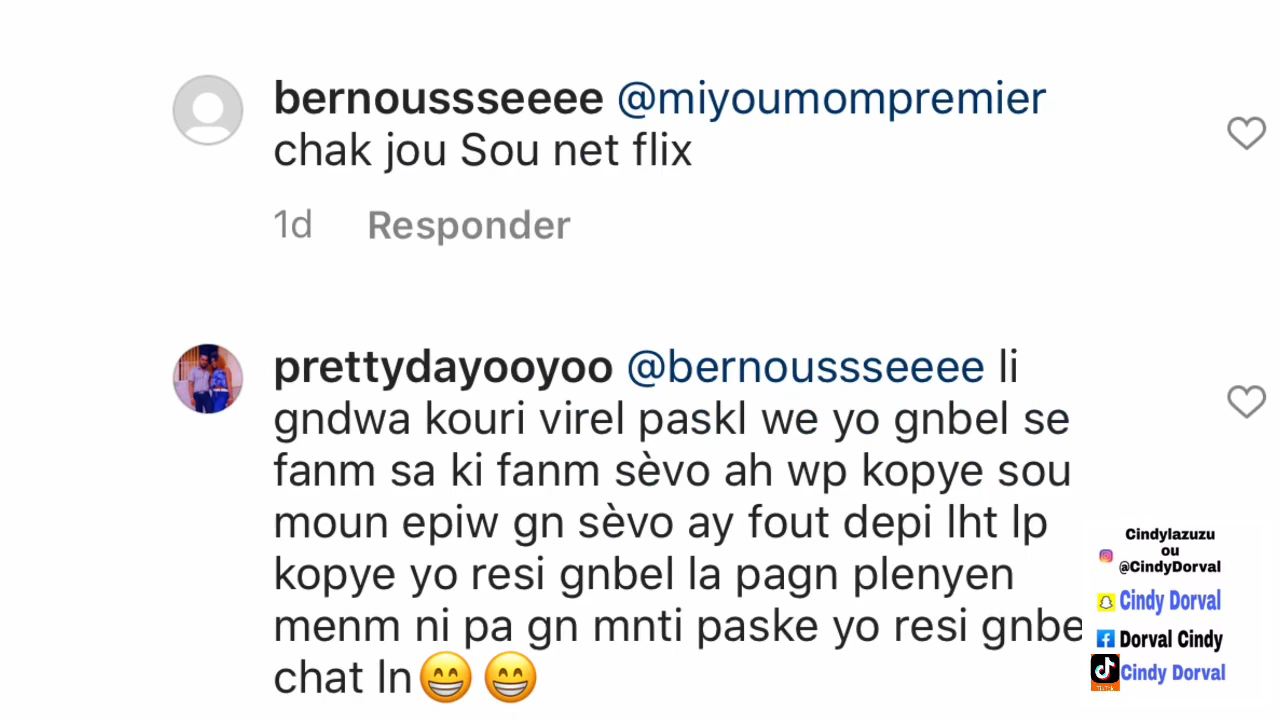 bernoussseeee @miyoumompremier
chak jou Sou net flix
1d Responder
prettydayooyoo @bernoussseeee li
gndwa kouri virel paskl we yo gnbel se
fanm sa ki fanm sèvo ah wp kopye sou
moun epiw gn sèvo ay fout depi lht lp
kopye yo resi gnbel la pagn plenyen
menm ni pa gn mnti paske yo resi gnbe
chat ln😁😁
Cindylazuzu
ou
@CindyDorval
Cindy Dorval
Dorval Cindy
Cindy Dorval